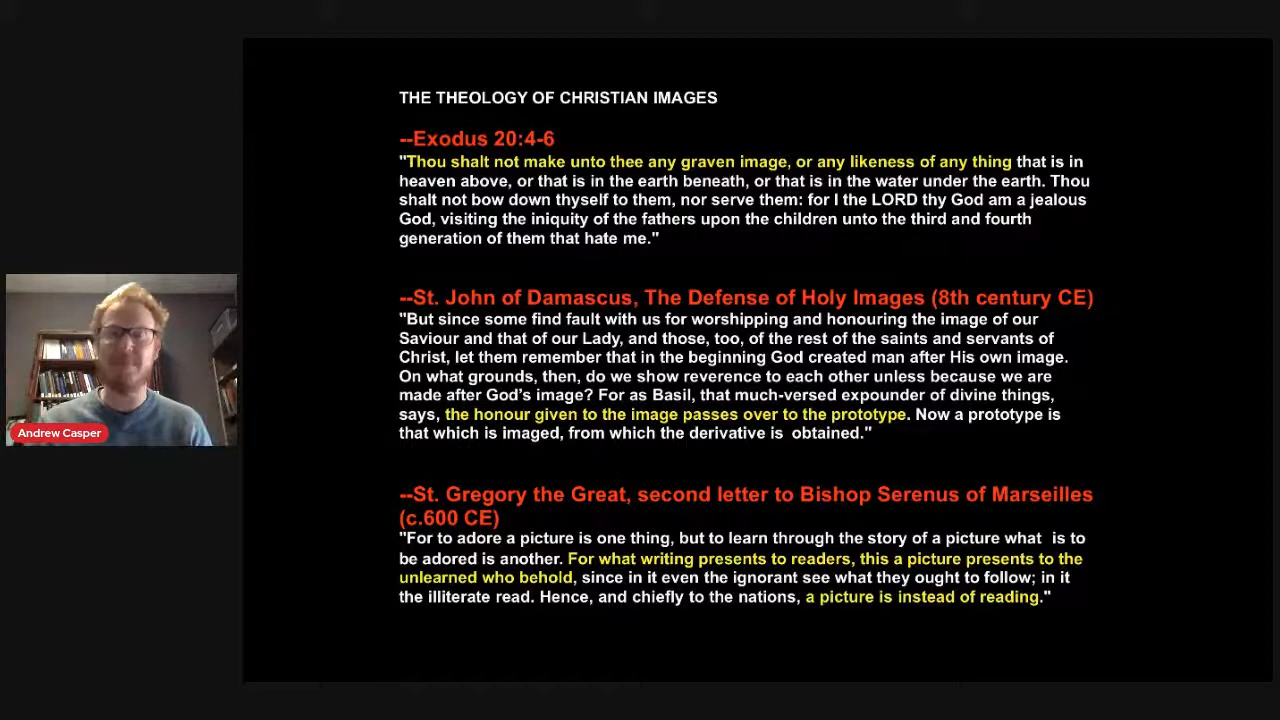 THE THEOLOGY OF CHRISTIAN IMAGES
--Exodus 20:4-6
"Thou shalt not make unto thee any graven image, or any likeness of any thing that is in
heaven above, or that is in the earth beneath, or that is in the water under the earth. Thou
shalt not bow down thyself to them, nor serve them: for I the LORD thy God am a jealous
God, visiting the iniquity of the fathers upon the children unto the third and fourth
generation of them that hate me."
--St. John of Damascus, The Defense of Holy Images (8th century CE)
"But since some find fault with us for worshipping and honouring the image of our
Saviour and that of our Lady, and those, too, of the rest of the saints and servants of
Christ, let them remember that in the beginning God created man after His own image.
On what grounds, then, do we show reverence to each other unless because we are
made after God's image? For as Basil, that much-versed expounder of divine things,
says, the honour given to the image passes over to the prototype. Now a prototype is
that which is imaged, from which the derivative is obtained."
--St. Gregory the Great, second letter to Bishop Serenus of Marseilles
(c.600 CE)
"For to adore a picture is one thing, but to learn through the story of a picture what is to
be adored is another. For what writing presents to readers, this a picture presents to the
unlearned who behold, since in it even the ignorant see what they ought to follow; in it
the illiterate read. Hence, and chiefly to the nations, a picture is instead of reading."
Andrew Casper